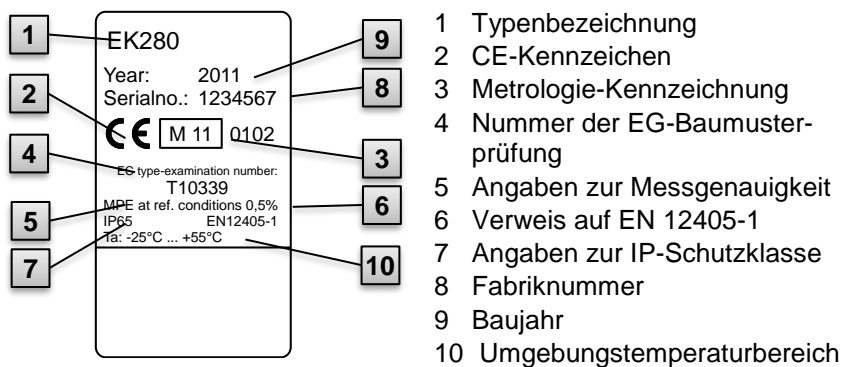 1
EK280
9
Year: 2011
8
Serialno.: 1234567
2
CE M 11 0102
3
4
EC type-examination number:
T10339
MPE at ref. conditions 0,5%
5
6
IP65 EN12405-1
Ta: -25°C ... +55°C
7
10
1 Typenbezeichnung
2 CE-Kennzeichen
3 Metrologie-Kennzeichnung
4 Nummer der EG-Baumuster-
prüfung
5 Angaben zur Messgenauigkeit
6 Verweis auf EN 12405-1
7 Angaben zur IP-Schutzklasse
8 Fabriknummer
9 Baujahr
10 Umgebungstemperaturbereich